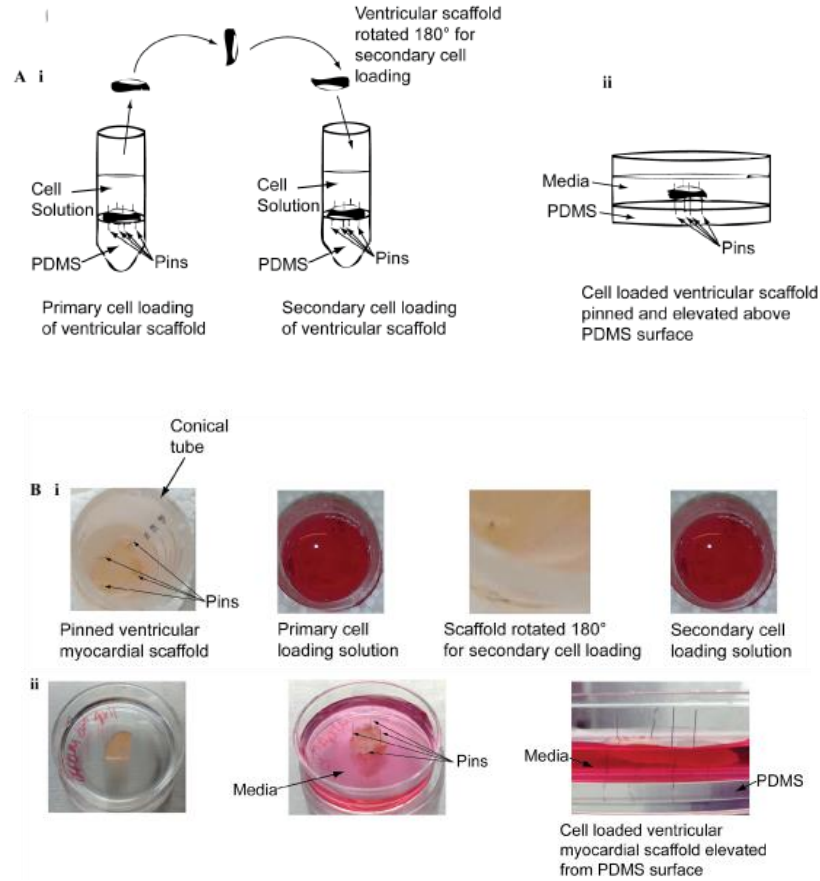 Ventricular scaffold
rotated 180° for
secondary cell
loading
A i
ii
Cell
Solution
PDMS
Pins
Cell
Solution
PDMS
Pins
Media
PDMS
Pins
Primary cell loading
of ventricular scaffold
Secondary cell loading
of ventricular scaffold
Cell loaded ventricular scaffold
pinned and elevated above
PDMS surface
Conical
tube
B i
Pins
Pinned ventricular
myocardial scaffold
Primary cell
loading solution
Scaffold rotated 180°
for secondary cell loading
Secondary cell
loading solution
ii
Media
Pins
Media
PDMS
Cell loaded ventricular
myocardial scaffold elevated
from PDMS surface